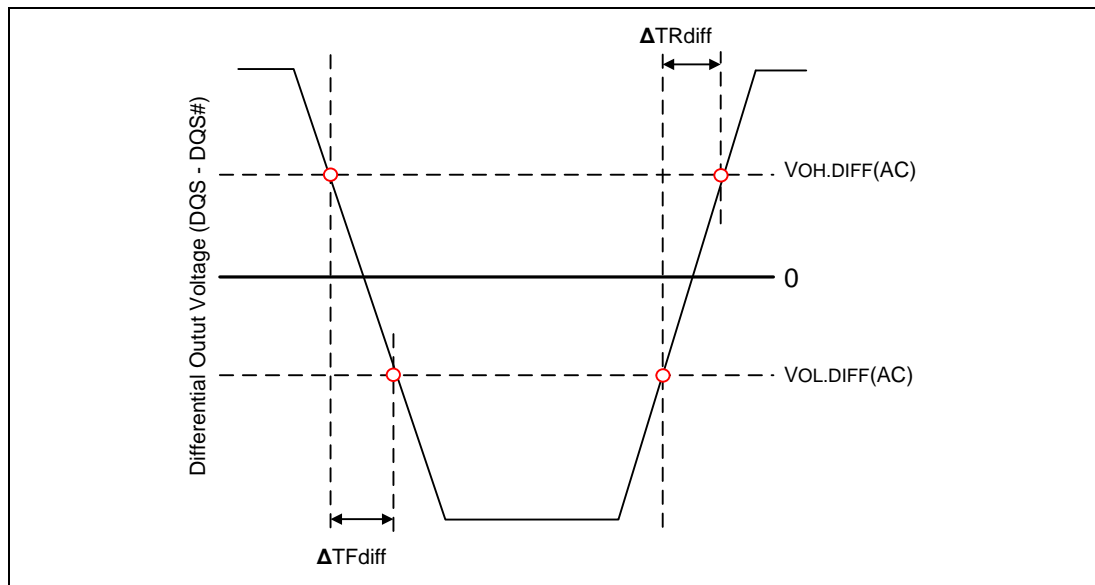 ΔTRdiff
Differential Outut Voltage (DQS - DQS#)
VOH.DIFF(AC)
0
VOL.DIFF(AC)
ΔTFdiff